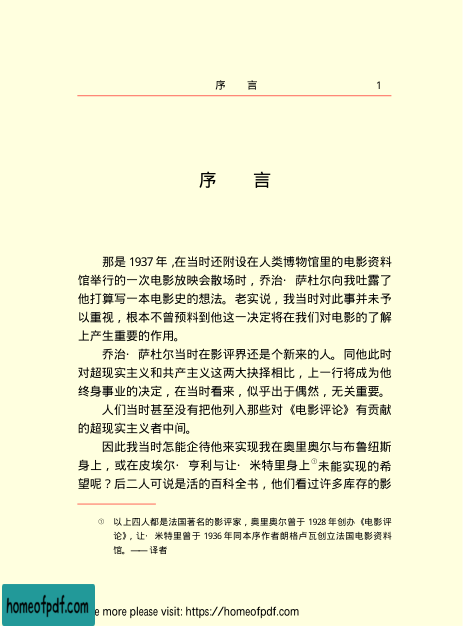 序 言 1
序 言
那是 1937 年，在当时还附设在人类博物馆里的电影资料
馆举行的一次电影放映会散场时，乔治·萨杜尔向我吐露了
他打算写一本电影史的想法。老实说，我当时对此事并未予
以重视，根本不曾预料到他这一决定将在我们对电影的了解
上产生重要的作用。
乔治·萨杜尔当时在影评界还是个新来的人。同他此时
对超现实主义和共产主义这两大抉择相比，上一行将成为他
终身事业的决定，在当时看来，似乎出于偶然，无关重要。
人们当时甚至没有把他列入那些对《电影评论》有贡献
的超现实主义者中间。
因此我当时怎能企待他来实现我在奥里奥尔与布鲁纽斯
身上，或在皮埃尔·亨利与让·米特里身上①未能实现的希
望呢？后二人可说是活的百科全书，他们看过许多库存的影
① 以上四人都是法国著名的影评家，奥里奥尔曾于 1928 年创办《电影评
论》，让·米特里曾于 1936 年同本序作者朗格卢瓦创立法国电影资料
馆。——译者
homeofpdf.com
e more please visit: https://homeofpdf.com